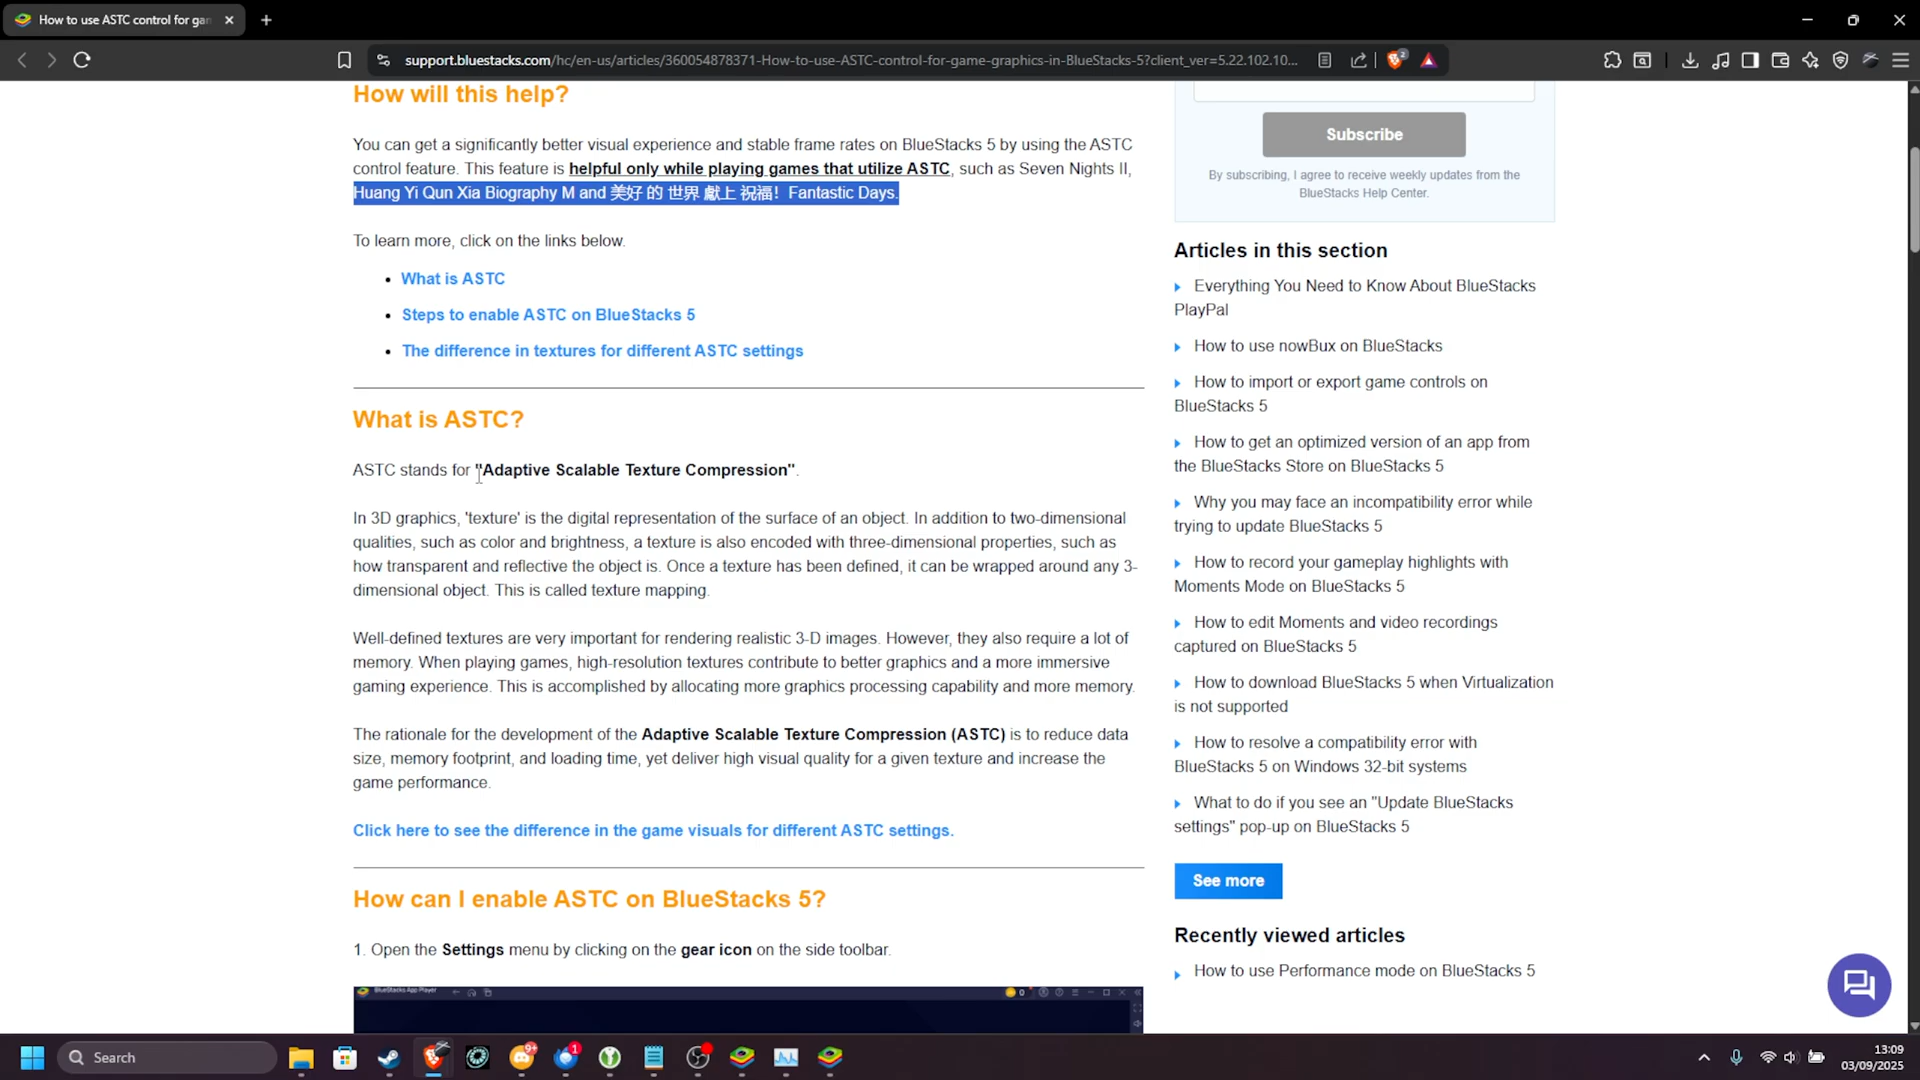 How to use ASTC control for gan
support.bluestacks.com/hc/en-us/articles/360054878371-How-to-use-ASTC-control-for-game-graphics-in-BlueStacks-5?client_ver=5.22.102.10...
2
How will this help?
You can get a significantly better visual experience and stable frame rates on BlueStacks 5 by using the ASTC
control feature. This feature is helpful only while playing games that utilize ASTC, such as Seven Nights II,
Huang Yi Qun Xia Biography M and 美好 的 世界 獻上 祝福！ Fantastic Days.
To learn more, click on the links below.
• What is ASTC
• Steps to enable ASTC on BlueStacks 5
• The difference in textures for different ASTC settings
What is ASTC?
ASTC stands for "Adaptive Scalable Texture Compression".
In 3D graphics, 'texture' is the digital representation of the surface of an object. In addition to two-dimensional
qualities, such as color and brightness, a texture is also encoded with three-dimensional properties, such as
how transparent and reflective the object is. Once a texture has been defined, it can be wrapped around any 3-
dimensional object. This is called texture mapping.
Well-defined textures are very important for rendering realistic 3-D images. However, they also require a lot of
memory. When playing games, high-resolution textures contribute to better graphics and a more immersive
gaming experience. This is accomplished by allocating more graphics processing capability and more memory.
The rationale for the development of the Adaptive Scalable Texture Compression (ASTC) is to reduce data
size, memory footprint, and loading time, yet deliver high visual quality for a given texture and increase the
game performance.
Click here to see the difference in the game visuals for different ASTC settings.
How can I enable ASTC on BlueStacks 5?
1. Open the Settings menu by clicking on the gear icon on the side toolbar.
BlueStacks App Player
0
Subscribe
By subscribing, I agree to receive weekly updates from the
BlueStacks Help Center.
Articles in this section
Everything You Need to Know About BlueStacks
PlayPal
How to use nowBux on BlueStacks
How to import or export game controls on
BlueStacks 5
How to get an optimized version of an app from
the BlueStacks Store on BlueStacks 5
Why you may face an incompatibility error while
trying to update BlueStacks 5
How to record your gameplay highlights with
Moments Mode on BlueStacks 5
How to edit Moments and video recordings
captured on BlueStacks 5
How to download BlueStacks 5 when Virtualization
is not supported
How to resolve a compatibility error with
BlueStacks 5 on Windows 32-bit systems
What to do if you see an "Update BlueStacks
settings" pop-up on BlueStacks 5
See more
Recently viewed articles
How to use Performance mode on BlueStacks 5
Search
9+
1
13:09
03/09/2025